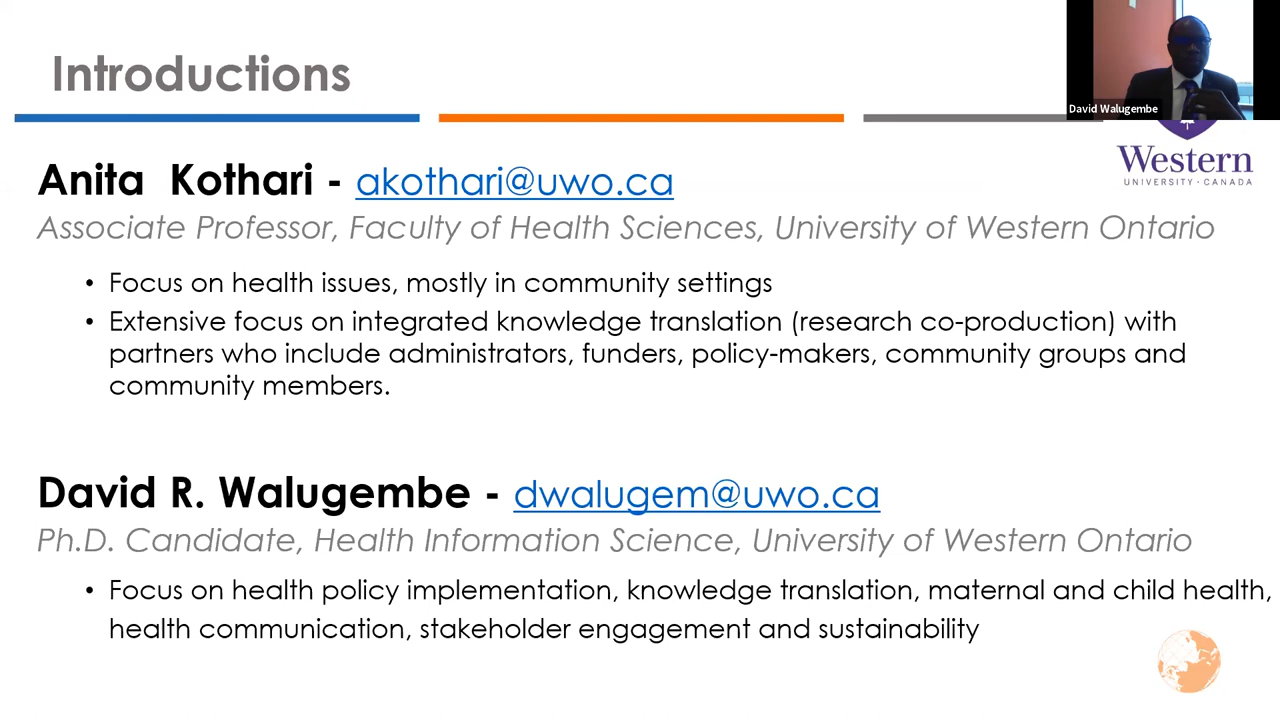 Introductions
David Walugembe
Western
UNIVERSITY · CANADA
Anita Kothari - akothari@uwo.ca
Associate Professor, Faculty of Health Sciences, University of Western Ontario
• Focus on health issues, mostly in community settings
• Extensive focus on integrated knowledge translation (research co-production) with
partners who include administrators, funders, policy-makers, community groups and
community members.
David R. Walugembe - dwalugem@uwo.ca
Ph.D. Candidate, Health Information Science, University of Western Ontario
• Focus on health policy implementation, knowledge translation, maternal and child health,
health communication, stakeholder engagement and sustainability